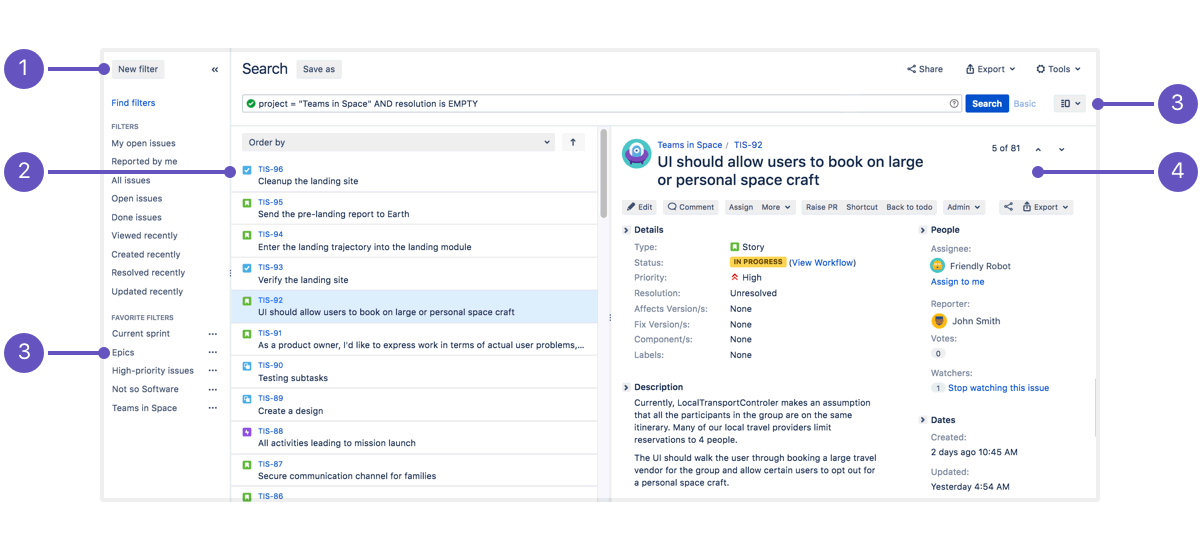 1
New filter
«
Find filters
FILTERS
My open issues
Reported by me
All issues
Open issues
Done issues
Viewed recently
Created recently
Resolved recently
Updated recently
FAVORITE FILTERS
Current sprint
3
Epics
High-priority issues
Not so Software
Teams in Space
Search
Save as
Share
Export
Tools
project = "Teams in Space" AND resolution is EMPTY
Search
Basic
3
Order by
2
TIS-96
Cleanup the landing site
TIS-95
Send the pre-landing report to Earth
TIS-94
Enter the landing trajectory into the landing module
TIS-93
Verify the landing site
TIS-92
UI should allow users to book on large or personal space craft
TIS-91
As a product owner, I'd like to express work in terms of actual user problems,...
TIS-90
Testing subtasks
TIS-89
Create a design
TIS-88
All activities leading to mission launch
TIS-87
Secure communication channel for families
TIS-86
Teams in Space / TIS-92
5 of 81
UI should allow users to book on large
or personal space craft
4
Edit Comment Assign More Raise PR Shortcut Back to todo Admin Export
Details
Type: Story
Status: IN PROGRESS (View Workflow)
Priority: High
Resolution: Unresolved
Affects Version/s: None
Fix Version/s: None
Component/s: None
Labels: None
Description
Currently, LocalTransportControler makes an assumption
that all the participants in the group are on the same
itinerary. Many of our local travel providers limit
reservations to 4 people.
The UI should walk the user through booking a large travel
vendor for the group and allow certain users to opt out for
a personal space craft.
People
Assignee:
Friendly Robot
Assign to me
Reporter:
John Smith
Votes:
0
Watchers:
1 Stop watching this issue
Dates
Created:
2 days ago 10:45 AM
Updated:
Yesterday 4:54 AM